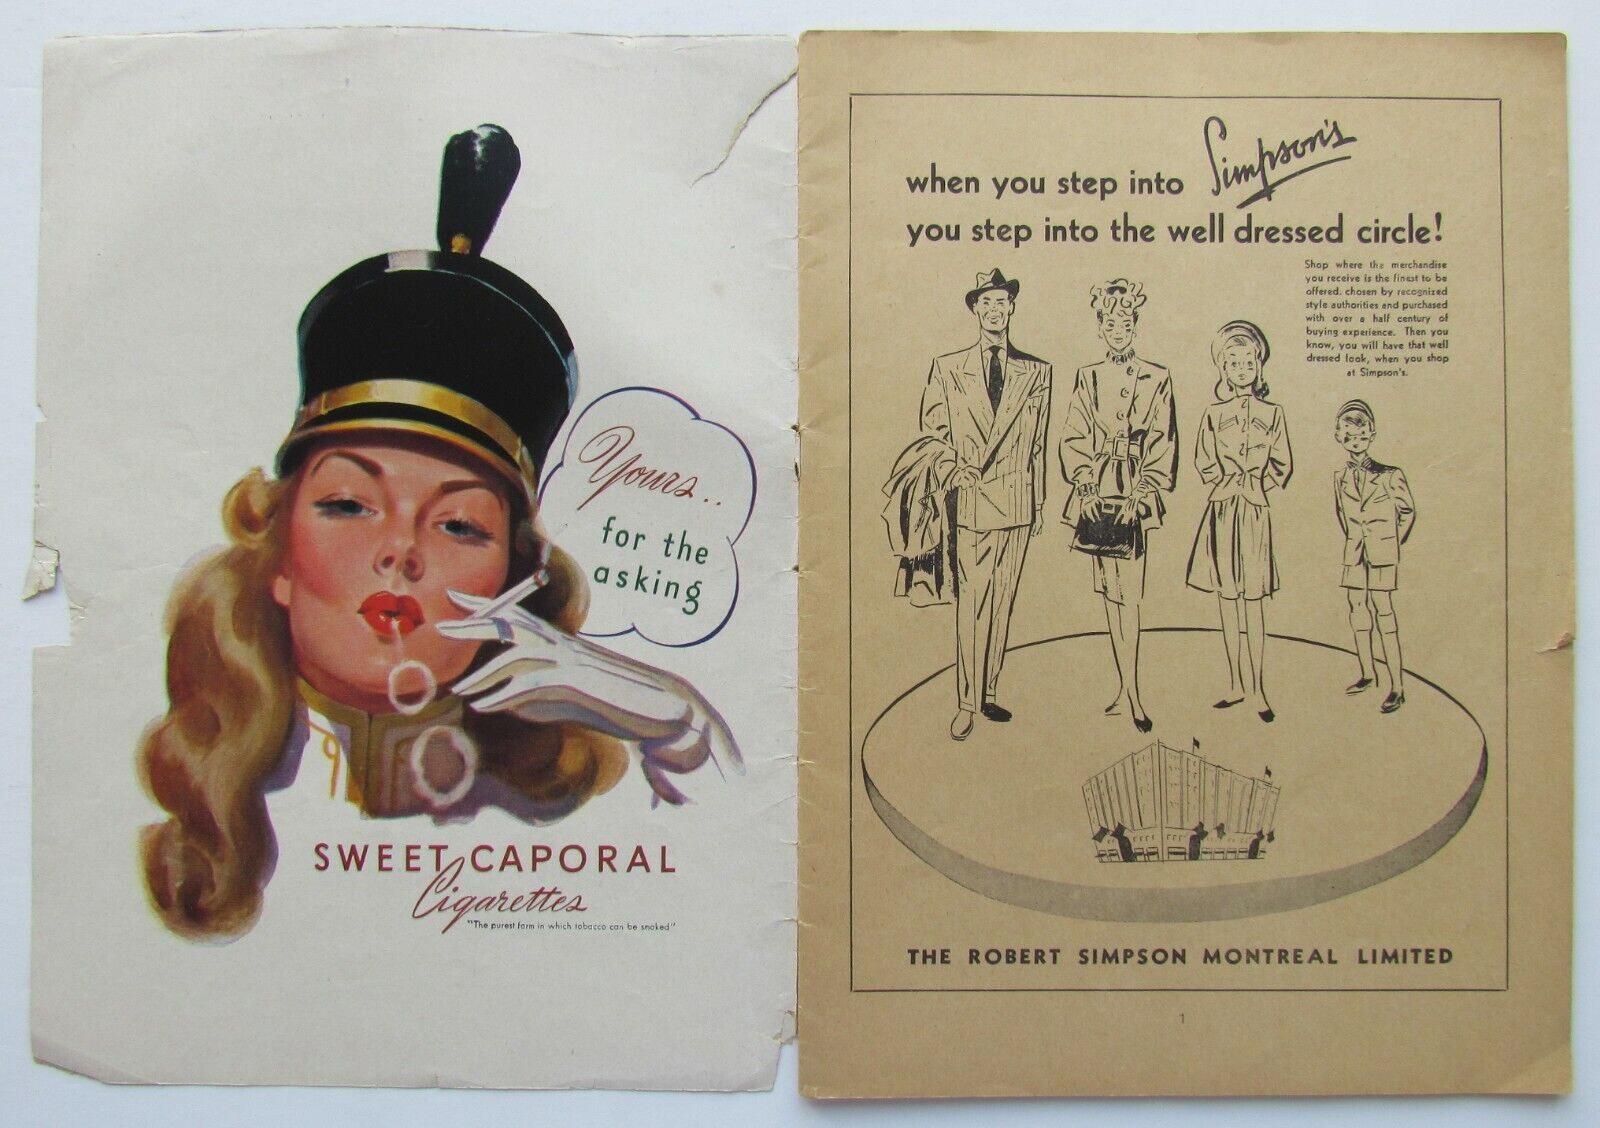 Yours..
for the
asking
SWEET CAPORAL
Cigarettes
"The purest form in which tobacco can be smoked"
when you step into Simpson's
you step into the well dressed circle!
Shop where the merchandise
you receive is the finest to be
offered, chosen by recognized
style authorities and purchased
with over a half century of
buying experience. Then you
know, you will have that well
dressed look, when you shop
at Simpson's.
THE ROBERT SIMPSON MONTREAL LIMITED
1